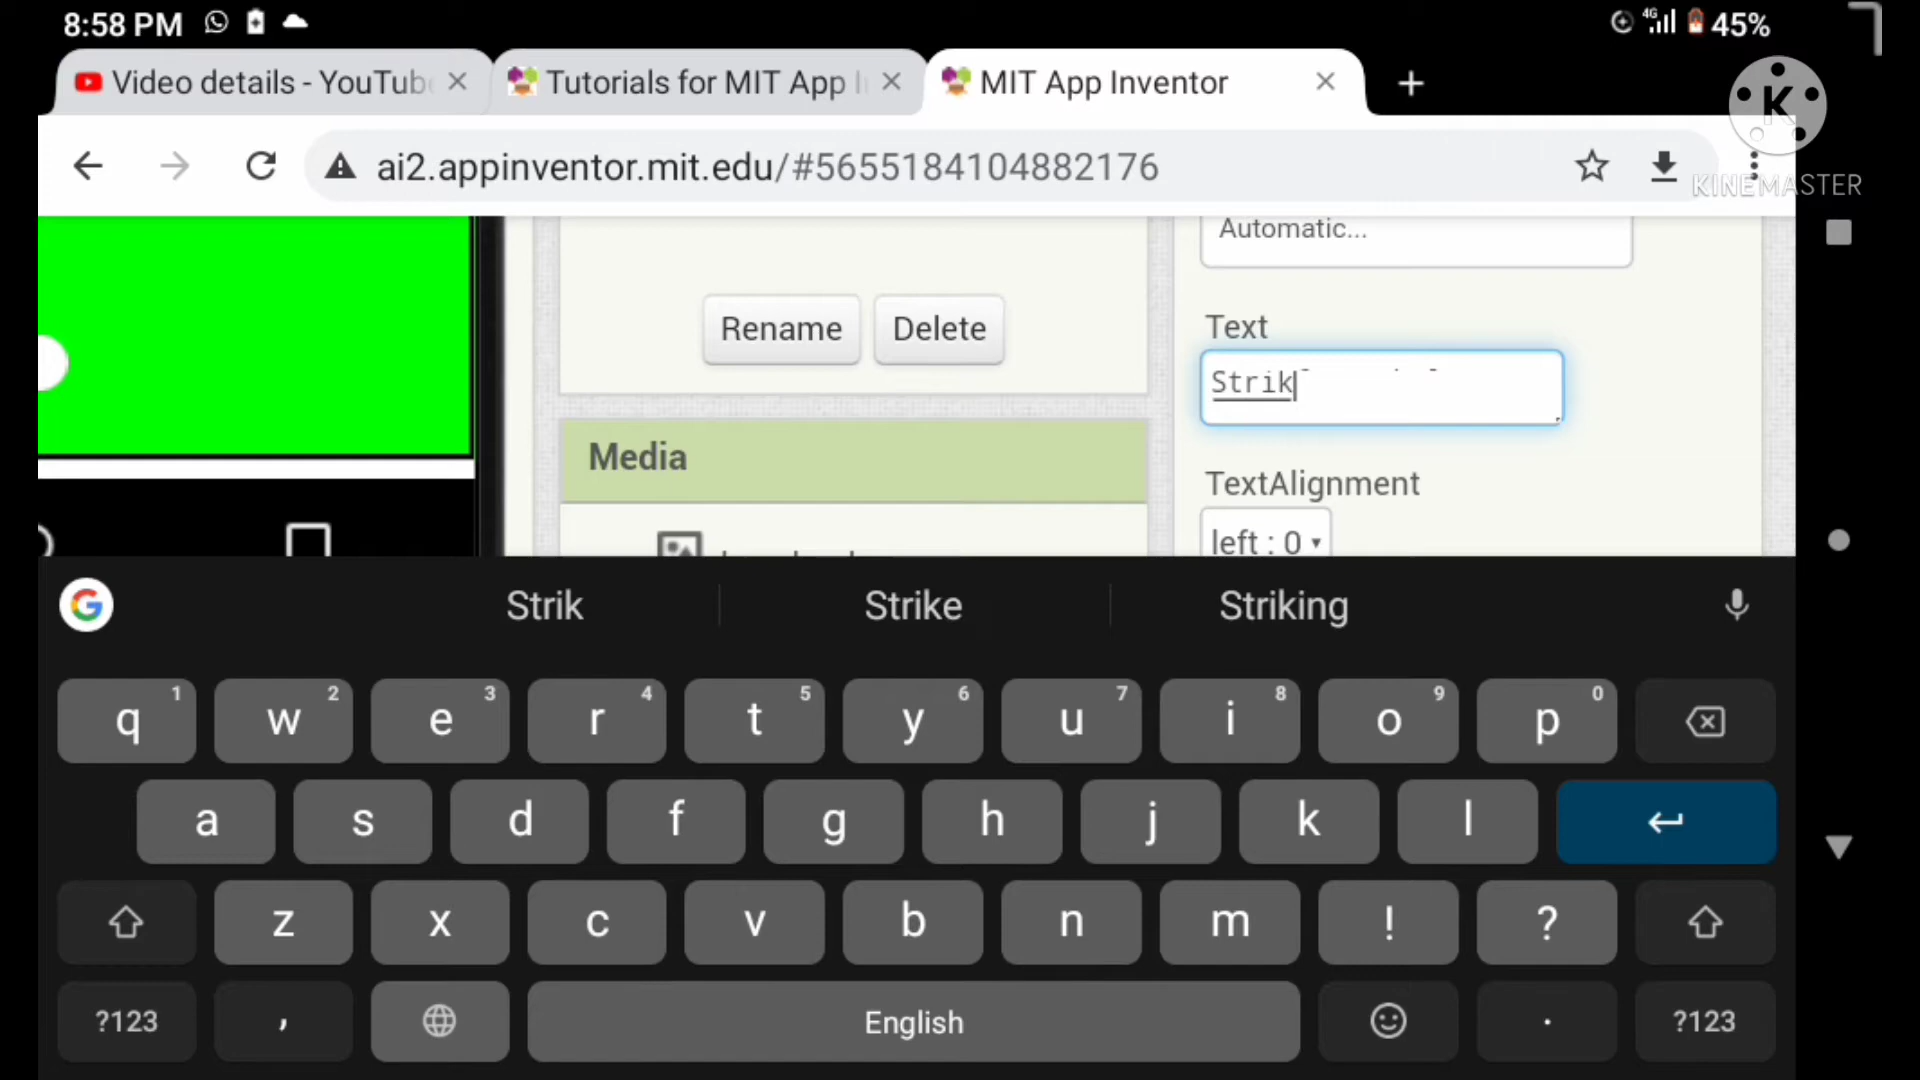 8:58 PM
4G
45%
Video details - YouTube
Tutorials for MIT App I
MIT App Inventor
K
KINEMASTER
ai2.appinventor.mit.edu/#5655184104882176
Automatic...
Rename
Delete
Text
Strik
Media
TextAlignment
left : 0
G
Strik
Strike
Striking
q 1 w 2 e 3 r 4 t 5 y 6 u 7 i 8 o 9 p 0
a s d f g h j k l
z x c v b n m ! ?
?123 , English . ?123